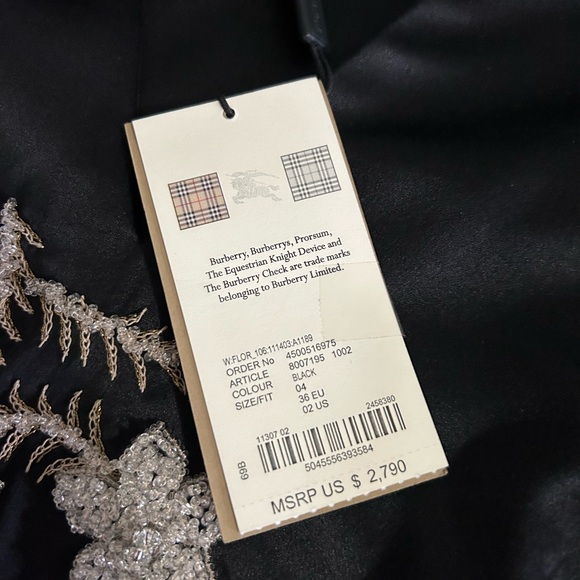 Burberry, Burberrys, Prorsum,
The Equestrian Knight Device and
The Burberry Check are trade marks
belonging to Burberry Limited.
W:FLOR_106:111403:A1189
ORDER No 4500516975
ARTICLE 8007195 1002
COLOUR BLACK
SIZE/FIT 04
36 EU
02 US
11307 02 2458380
69B
5045556393584
MSRP US $ 2,790